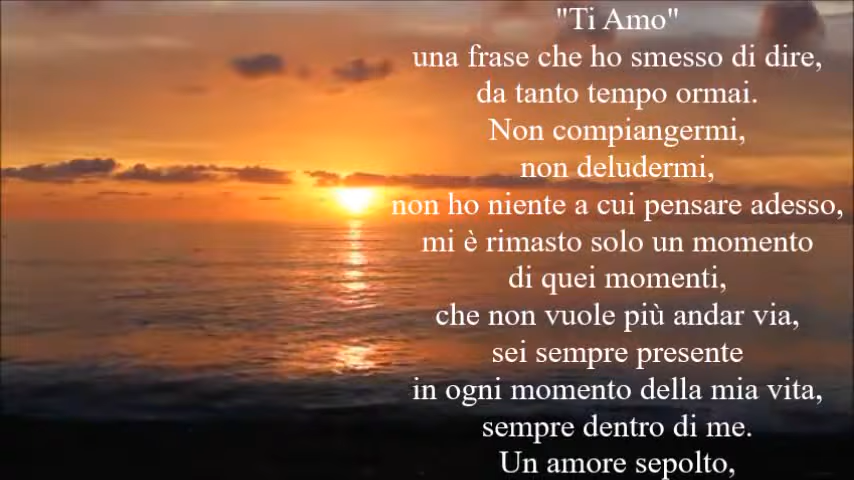 "Ti Amo"
una frase che ho smesso di dire,
da tanto tempo ormai.
Non compiangermi,
non deludermi,
non ho niente a cui pensare adesso,
mi è rimasto solo un momento
di quei momenti,
che non vuole più andar via,
sei sempre presente
in ogni momento della mia vita,
sempre dentro di me.
Un amore sepolto,